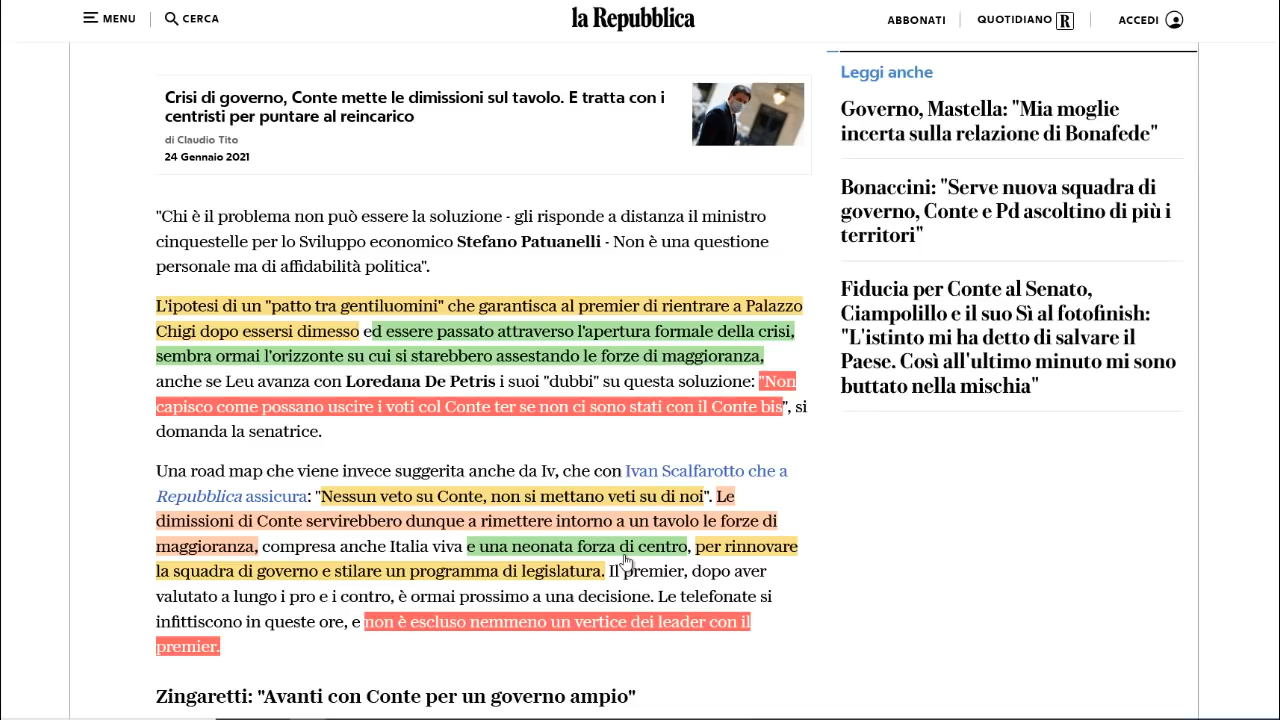 MENU
CERCA
la Repubblica
ABBONATI
QUOTIDIANO R
ACCEDI
Crisi di governo, Conte mette le dimissioni sul tavolo. E tratta con i
centristi per puntare al reincarico
di Claudio Tito
24 Gennaio 2021
"Chi è il problema non può essere la soluzione - gli risponde a distanza il ministro
cinquestelle per lo Sviluppo economico Stefano Patuanelli - Non è una questione
personale ma di affidabilità politica".
L'ipotesi di un "patto tra gentiluomini" che garantisca al premier di rientrare a Palazzo
Chigi dopo essersi dimesso ed essere passato attraverso l'apertura formale della crisi,
sembra ormai l'orizzonte su cui si starebbero assestando le forze di maggioranza,
anche se Leu avanza con Loredana De Petris i suoi "dubbi" su questa soluzione: "Non
capisco come possano uscire i voti col Conte ter se non ci sono stati con il Conte bis", si
domanda la senatrice.
Una road map che viene invece suggerita anche da Iv, che con Ivan Scalfarotto che a
Repubblica assicura: "Nessun veto su Conte, non si mettano veti su di noi". Le
dimissioni di Conte servirebbero dunque a rimettere intorno a un tavolo le forze di
maggioranza, compresa anche Italia viva e una neonata forza di centro, per rinnovare
la squadra di governo e stilare un programma di legislatura. Il premier, dopo aver
valutato a lungo i pro e i contro, è ormai prossimo a una decisione. Le telefonate si
infittiscono in queste ore, e non è escluso nemmeno un vertice dei leader con il
premier.
Zingaretti: "Avanti con Conte per un governo ampio"
Leggi anche
Governo, Mastella: "Mia moglie
incerta sulla relazione di Bonafede"
Bonaccini: "Serve nuova squadra di
governo, Conte e Pd ascoltino di più i
territori"
Fiducia per Conte al Senato,
Ciampolillo e il suo Sì al fotofinish:
"L'istinto mi ha detto di salvare il
Paese. Così all'ultimo minuto mi sono
buttato nella mischia"